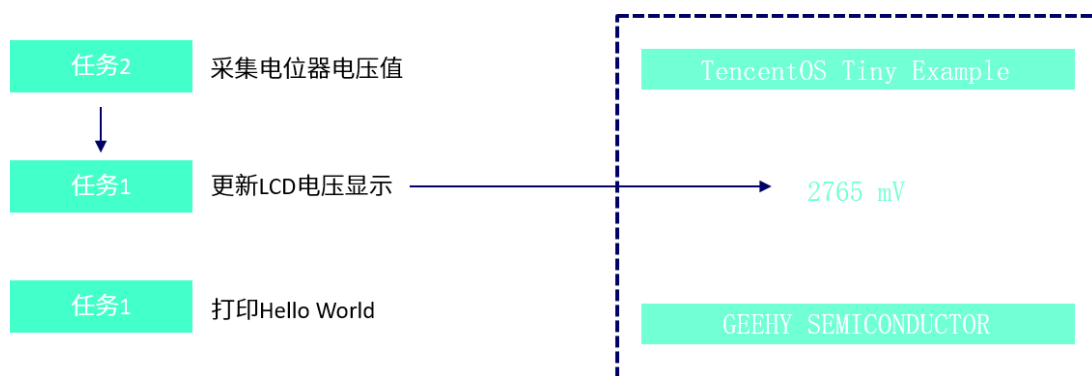 任务2
采集电位器电压值
任务1
更新LCD电压显示
任务1
打印Hello World
TencentOS Tiny Example
2765 mV
GEEHY SEMICONDUCTOR